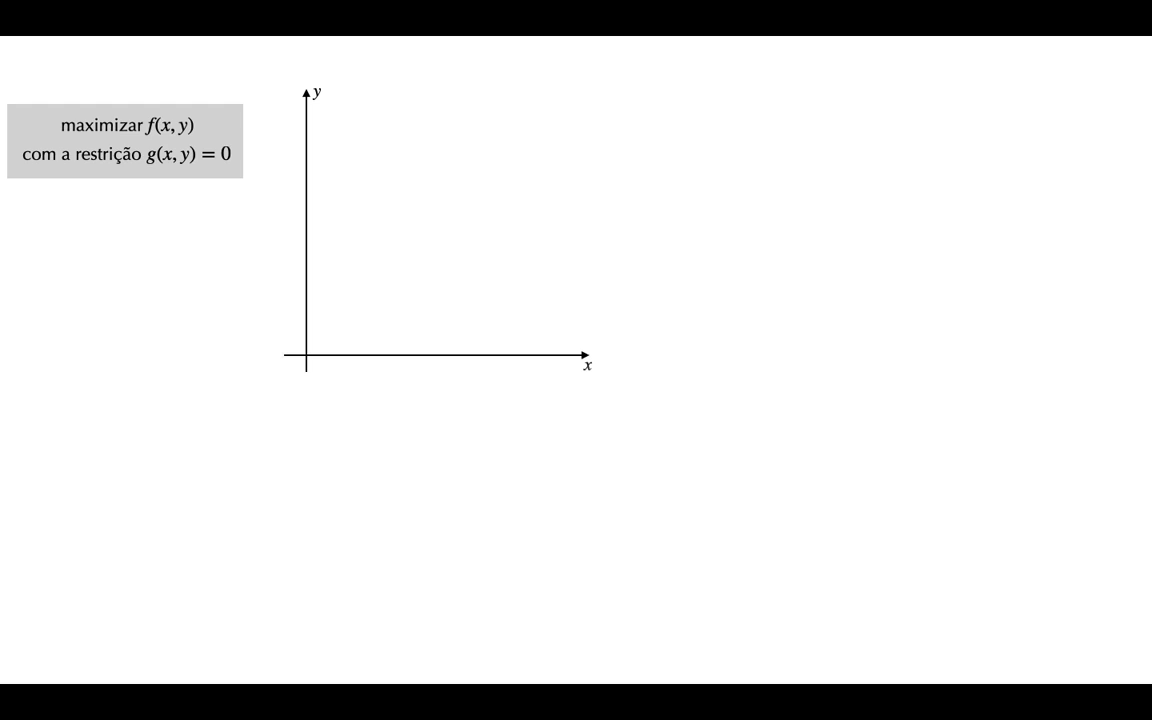 maximizar f(x, y)
com a restrição g(x, y) = 0
y
x